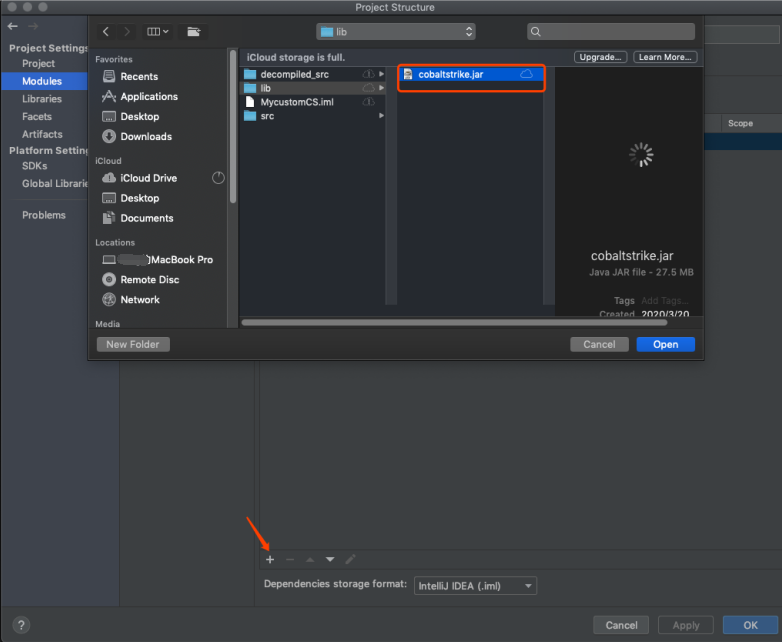 Project Structure
lib
Project Settings
Project
Modules
Libraries
Facets
Artifacts
Platform Setting
SDKs
Global Librarie
Problems
Favorites
Recents
Applications
Desktop
Downloads
iCloud
iCloud Drive
Desktop
Documents
Locations
MacBook Pro
Remote Disc
Network
Media
iCloud storage is full.
Upgrade...
Learn More...
decompiled_src
lib
MycustomCS.iml
src
cobaltstrike.jar
cobaltstrike.jar
Java JAR file - 27.5 MB
Tags Add Tags...
Created 2020/3/20
Scope
New Folder
Cancel
Open
Dependencies storage format:
IntelliJ IDEA (.iml)
?
Cancel
Apply
OK